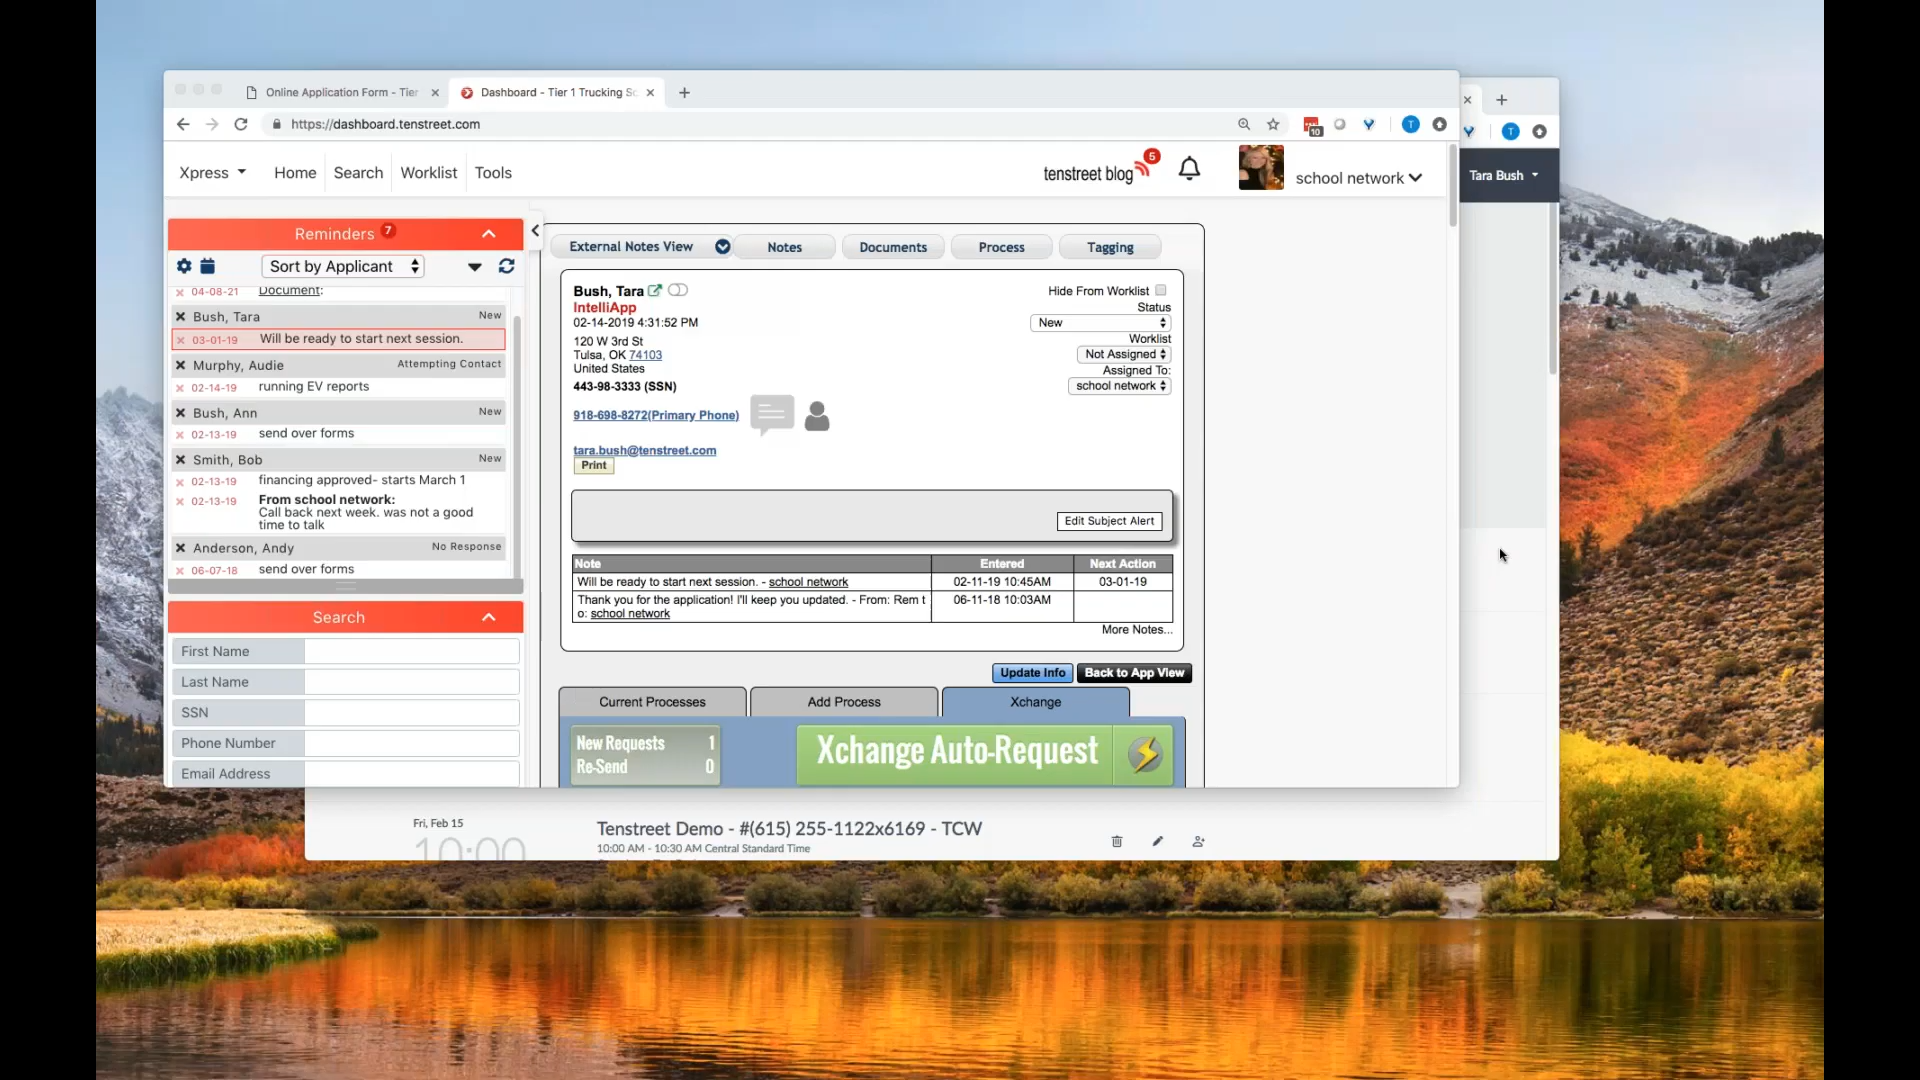 Online Application Form - Tier
Dashboard - Tier 1 Trucking Sc
https://dashboard.tenstreet.com
10
T
T
Xpress
Home
Search
Worklist
Tools
tenstreet blog
5
school network
Tara Bush
Reminders 7
Sort by Applicant
04-08-21 Document:
Bush, Tara New
03-01-19 Will be ready to start next session.
Murphy, Audie Attempting Contact
02-14-19 running EV reports
Bush, Ann New
02-13-19 send over forms
Smith, Bob New
02-13-19 financing approved- starts March 1
02-13-19 From school network:
Call back next week. was not a good
time to talk
Anderson, Andy No Response
06-07-18 send over forms
Search
First Name
Last Name
SSN
Phone Number
Email Address
External Notes View
Notes
Documents
Process
Tagging
Bush, Tara
IntelliApp
02-14-2019 4:31:52 PM
120 W 3rd St
Tulsa, OK 74103
United States
443-98-3333 (SSN)
918-698-8272(Primary Phone)
tara.bush@tenstreet.com
Print
Hide From Worklist
Status
New
Worklist
Not Assigned
Assigned To:
school network
Edit Subject Alert
Note Entered Next Action
Will be ready to start next session. - school network 02-11-19 10:45AM 03-01-19
Thank you for the application! I'll keep you updated. - From: Rem t 06-11-18 10:03AM
o: school network
More Notes...
Update Info
Back to App View
Current Processes
Add Process
Xchange
New Requests 1
Re-Send 0
Xchange Auto-Request
Fri, Feb 15
10:00
Tenstreet Demo - #(615) 255-1122x6169 - TCW
10:00 AM - 10:30 AM Central Standard Time